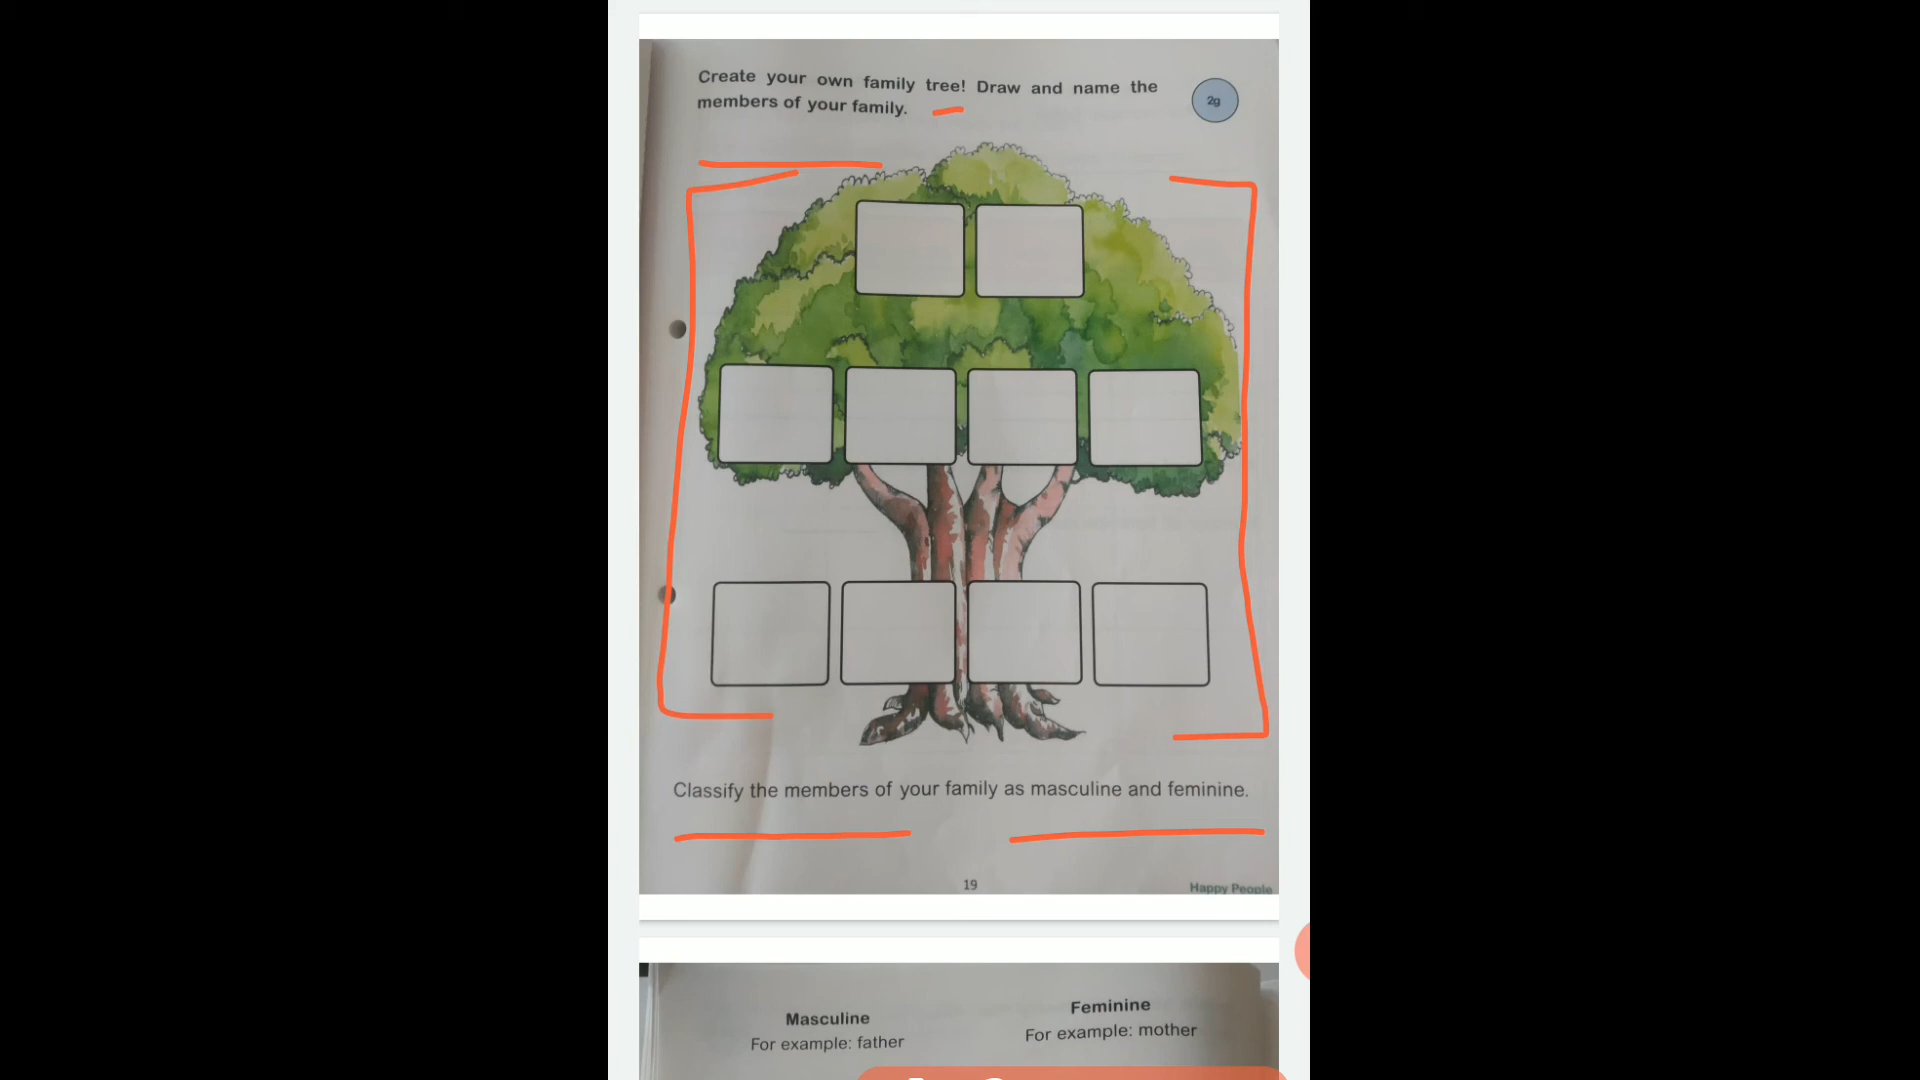 Create your own family tree! Draw and name the
members of your family.
2g
Classify the members of your family as masculine and feminine.
19
Happy People
Masculine
For example: father
Feminine
For example: mother